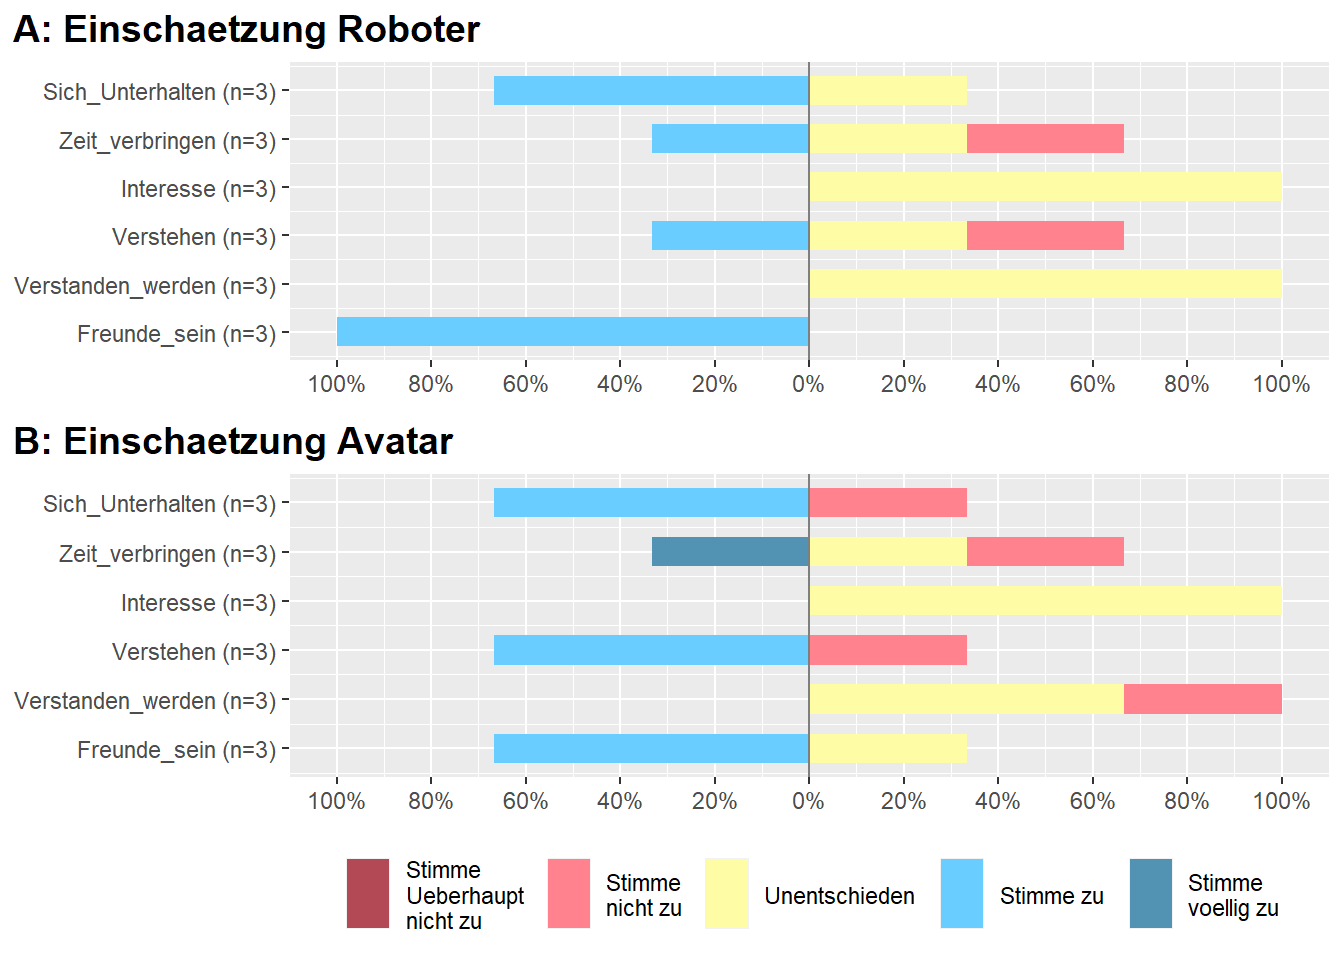 A: Einschaetzung Roboter
Sich_Unterhalten (n=3)
Zeit_verbringen (n=3)
Interesse (n=3)
Verstehen (n=3)
Verstanden_werden (n=3)
Freunde_sein (n=3)
100% 80% 60% 40% 20% 0% 20% 40% 60% 80% 100%
B: Einschaetzung Avatar
Sich_Unterhalten (n=3)
Zeit_verbringen (n=3)
Interesse (n=3)
Verstehen (n=3)
Verstanden_werden (n=3)
Freunde_sein (n=3)
100% 80% 60% 40% 20% 0% 20% 40% 60% 80% 100%
Stimme
Ueberhaupt
nicht zu
Stimme
nicht zu
Unentschieden
Stimme zu
Stimme
voellig zu